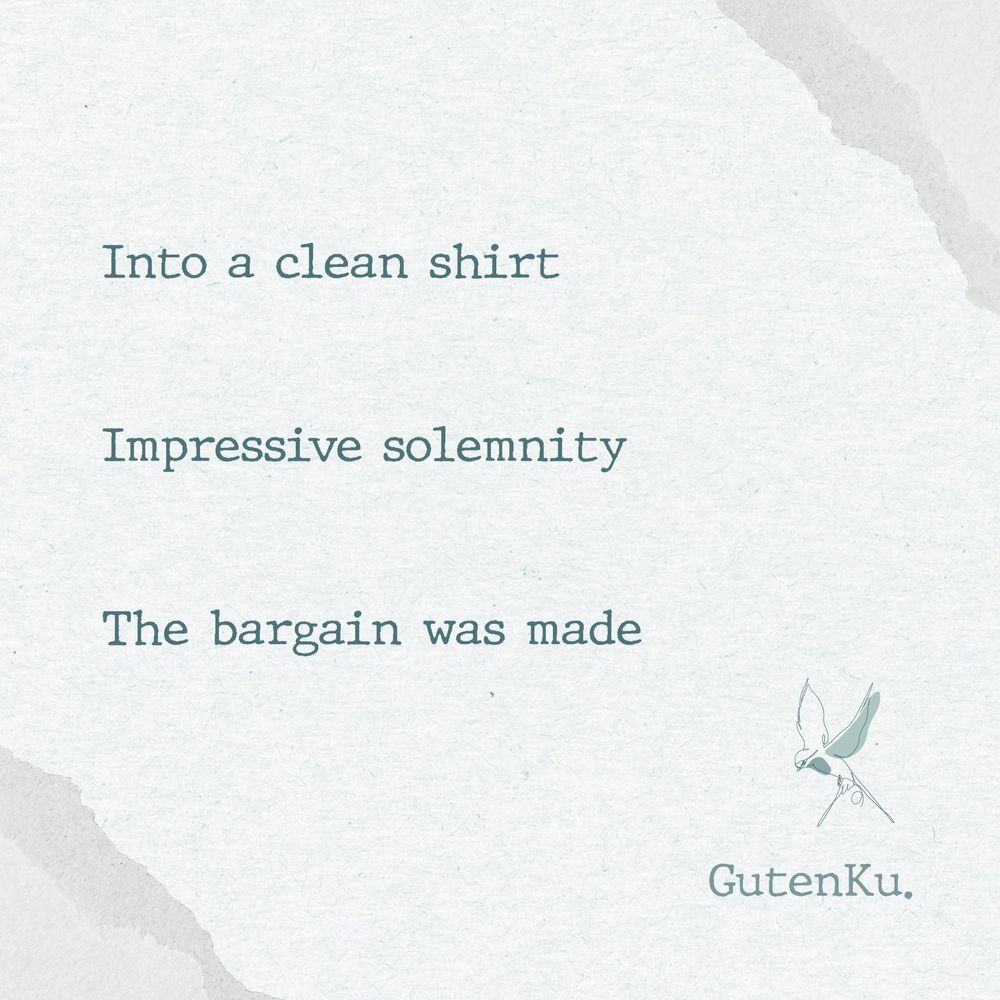 Into a clean shirt
Impressive solemnity
The bargain was made
GutenKu.